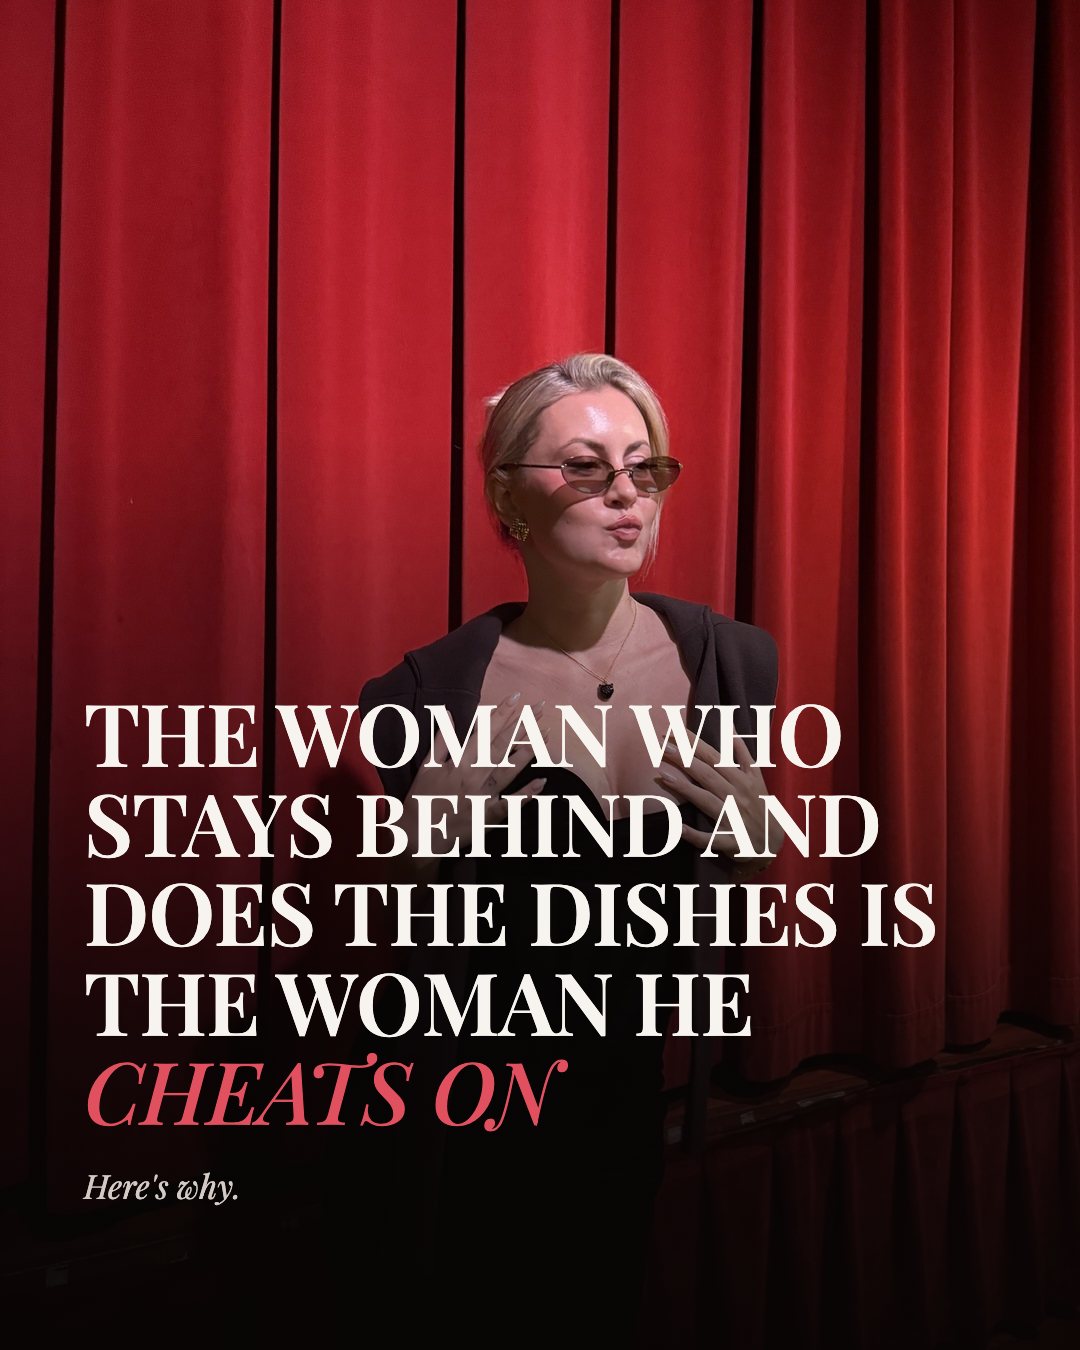 THE WOMAN WHO
STAYS BEHIND AND
DOES THE DISHES IS
THE WOMAN HE
CHEATS ON
Here's why.